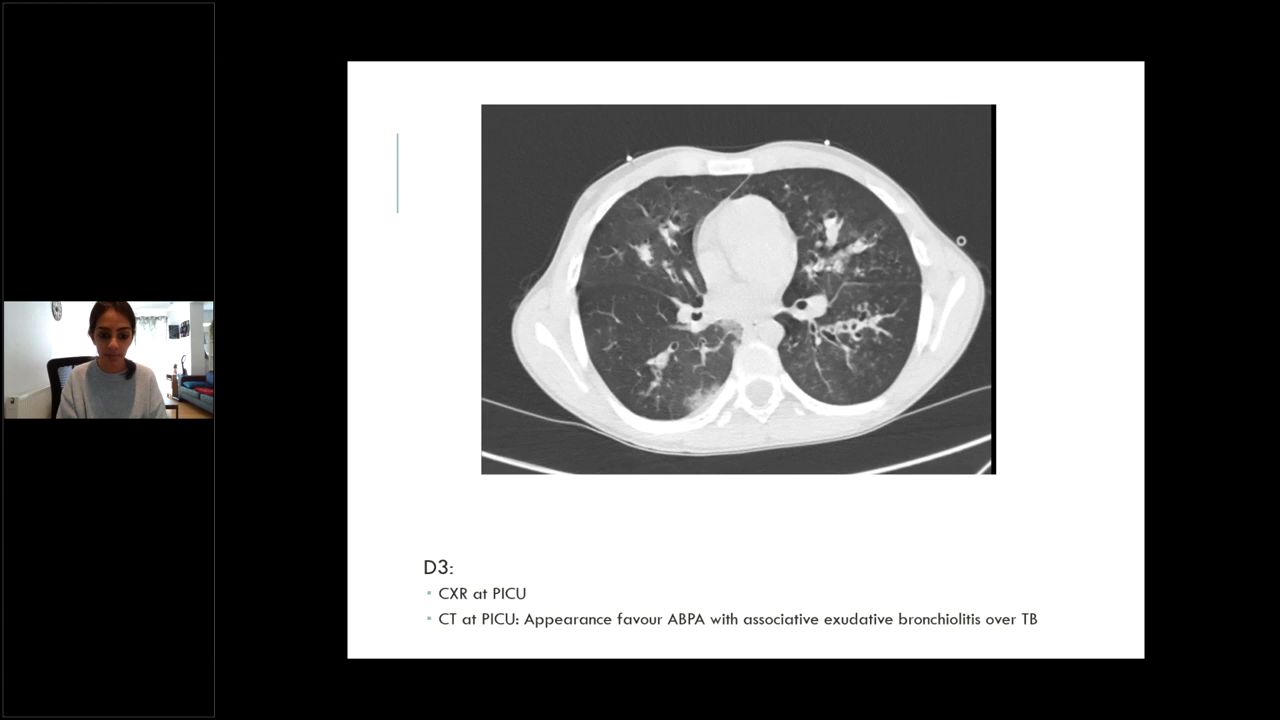 D3:
CXR at PICU
CT at PICU: Appearance favour ABPA with associative exudative bronchiolitis over TB